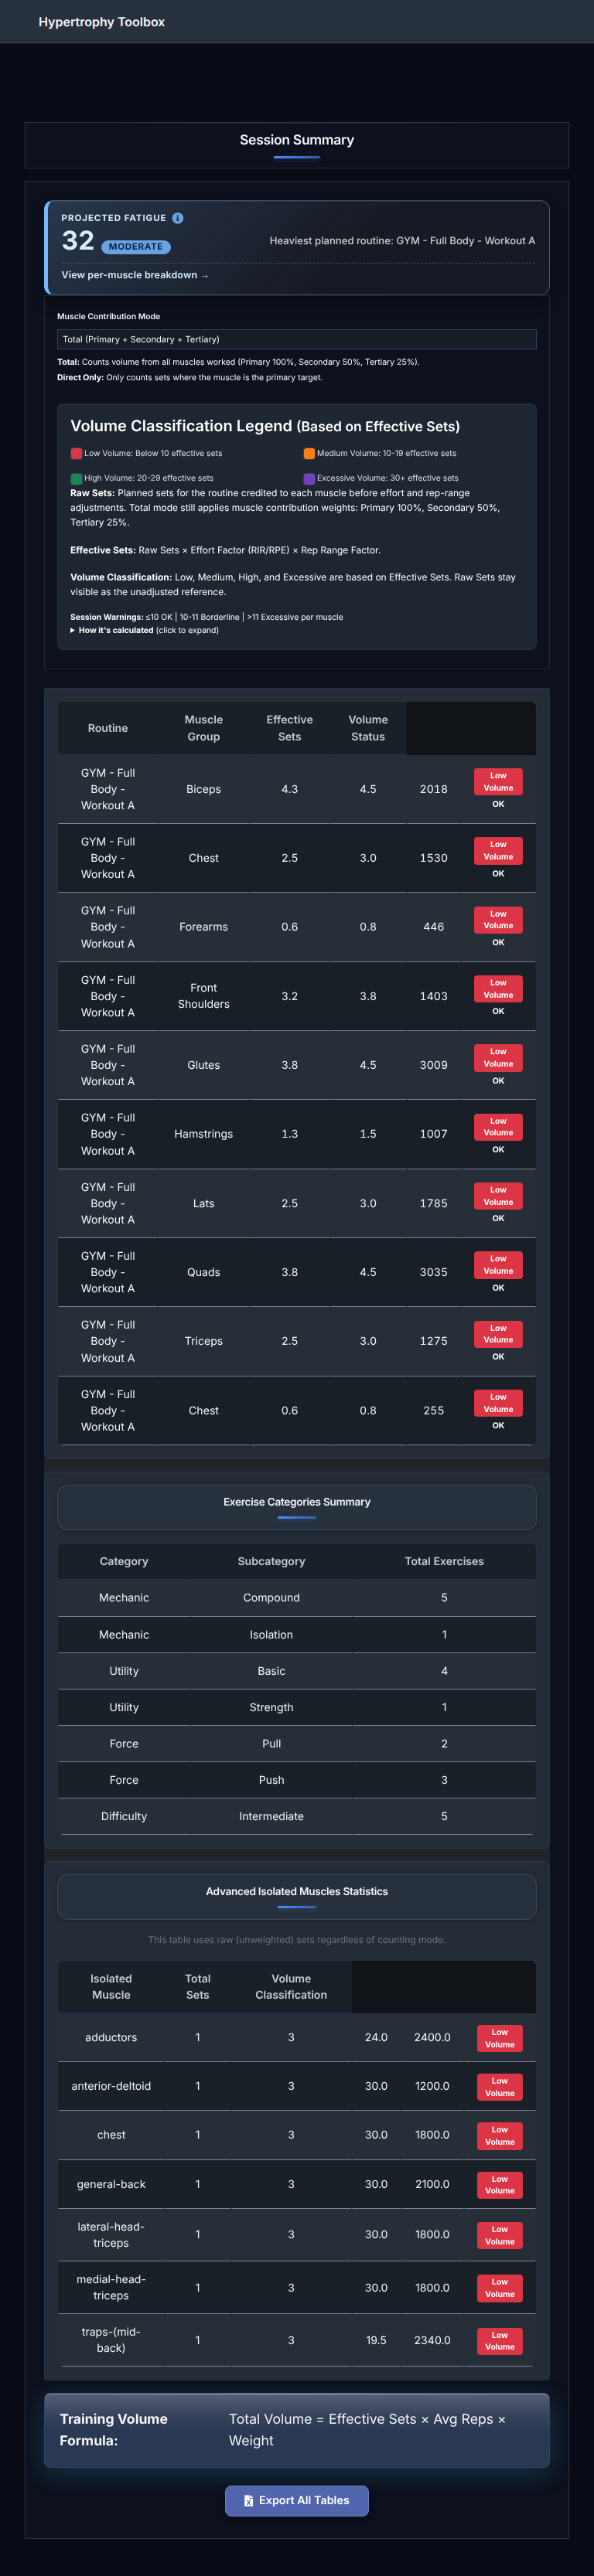 Hypertrophy Toolbox
Session Summary
PROJECTED FATIGUE
32 MODERATE
Heaviest planned routine: GYM - Full Body - Workout A
View per-muscle breakdown →
Muscle Contribution Mode
Total (Primary + Secondary + Tertiary)
Total: Counts volume from all muscles worked (Primary 100%, Secondary 50%, Tertiary 25%).
Direct Only: Only counts sets where the muscle is the primary target.
Volume Classification Legend (Based on Effective Sets)
Low Volume: Below 10 effective sets
Medium Volume: 10-19 effective sets
High Volume: 20-29 effective sets
Excessive Volume: 30+ effective sets
Raw Sets: Planned sets for the routine credited to each muscle before effort and rep-range
adjustments. Total mode still applies muscle contribution weights: Primary 100%, Secondary 50%,
Tertiary 25%.
Effective Sets: Raw Sets × Effort Factor (RIR/RPE) × Rep Range Factor.
Volume Classification: Low, Medium, High, and Excessive are based on Effective Sets. Raw Sets stay
visible as the unadjusted reference.
Session Warnings: ≤10 OK | 10-11 Borderline | >11 Excessive per muscle
▶ How it's calculated (click to expand)
Routine Muscle Group Effective Sets Volume Status
GYM - Full Body - Workout A Biceps 4.3 4.5 2018 Low Volume OK
GYM - Full Body - Workout A Chest 2.5 3.0 1530 Low Volume OK
GYM - Full Body - Workout A Forearms 0.6 0.8 446 Low Volume OK
GYM - Full Body - Workout A Front Shoulders 3.2 3.8 1403 Low Volume OK
GYM - Full Body - Workout A Glutes 3.8 4.5 3009 Low Volume OK
GYM - Full Body - Workout A Hamstrings 1.3 1.5 1007 Low Volume OK
GYM - Full Body - Workout A Lats 2.5 3.0 1785 Low Volume OK
GYM - Full Body - Workout A Quads 3.8 4.5 3035 Low Volume OK
GYM - Full Body - Workout A Triceps 2.5 3.0 1275 Low Volume OK
GYM - Full Body - Workout A Chest 0.6 0.8 255 Low Volume OK
Exercise Categories Summary
Category Subcategory Total Exercises
Mechanic Compound 5
Mechanic Isolation 1
Utility Basic 4
Utility Strength 1
Force Pull 2
Force Push 3
Difficulty Intermediate 5
Advanced Isolated Muscles Statistics
This table uses raw (unweighted) sets regardless of counting mode.
Isolated Muscle Total Sets Volume Classification
adductors 1 3 24.0 2400.0 Low Volume
anterior-deltoid 1 3 30.0 1200.0 Low Volume
chest 1 3 30.0 1800.0 Low Volume
general-back 1 3 30.0 2100.0 Low Volume
lateral-head-triceps 1 3 30.0 1800.0 Low Volume
medial-head-triceps 1 3 30.0 1800.0 Low Volume
traps-(mid-back) 1 3 19.5 2340.0 Low Volume
Training Volume Formula:
Total Volume = Effective Sets × Avg Reps × Weight
Export All Tables